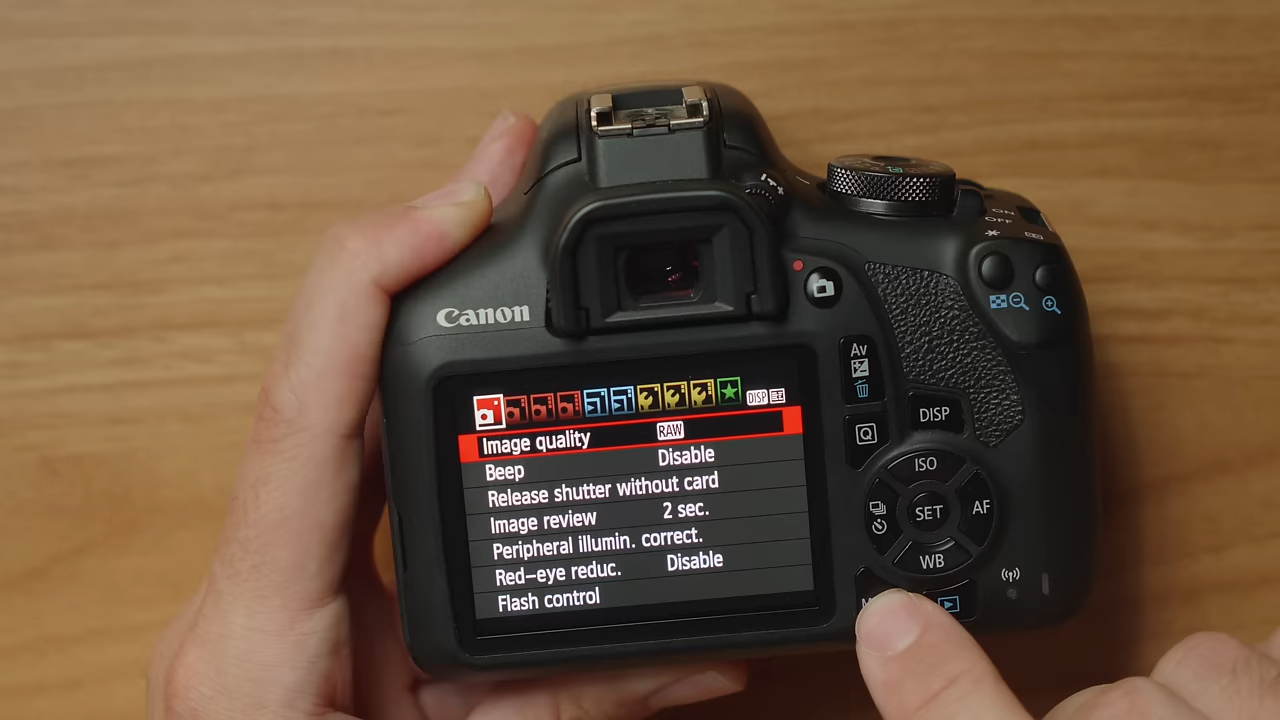 ON
OFF
Canon
Av
DISP
DISP
Image quality RAW
Q
Beep Disable
ISO
Release shutter without card
Image review 2 sec.
SET
AF
Peripheral illumin. correct.
WB
Red-eye reduc. Disable
Flash control